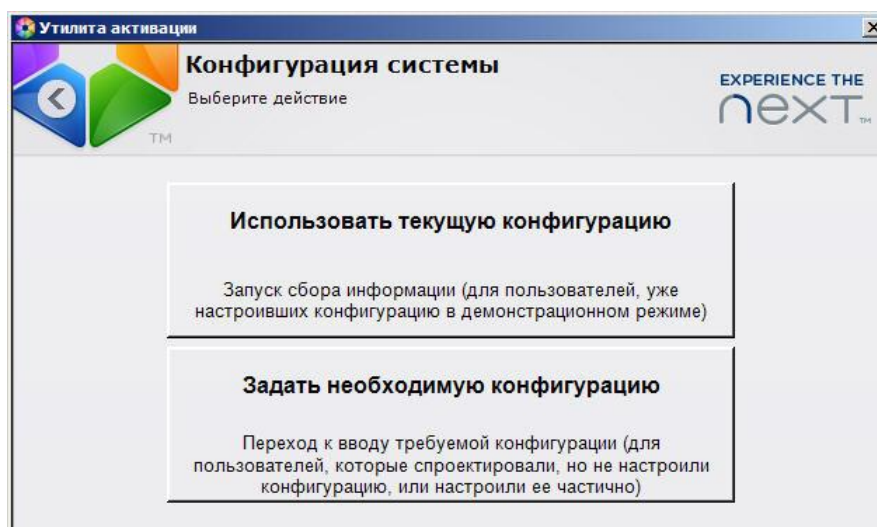 Утилита активации
Конфигурация системы
Выберите действие
TM
EXPERIENCE THE
next TM
Использовать текущую конфигурацию
Запуск сбора информации (для пользователей, уже
настроивших конфигурацию в демонстрационном режиме)
Задать необходимую конфигурацию
Переход к вводу требуемой конфигурации (для
пользователей, которые спроектировали, но не настроили
конфигурацию, или настроили ее частично)